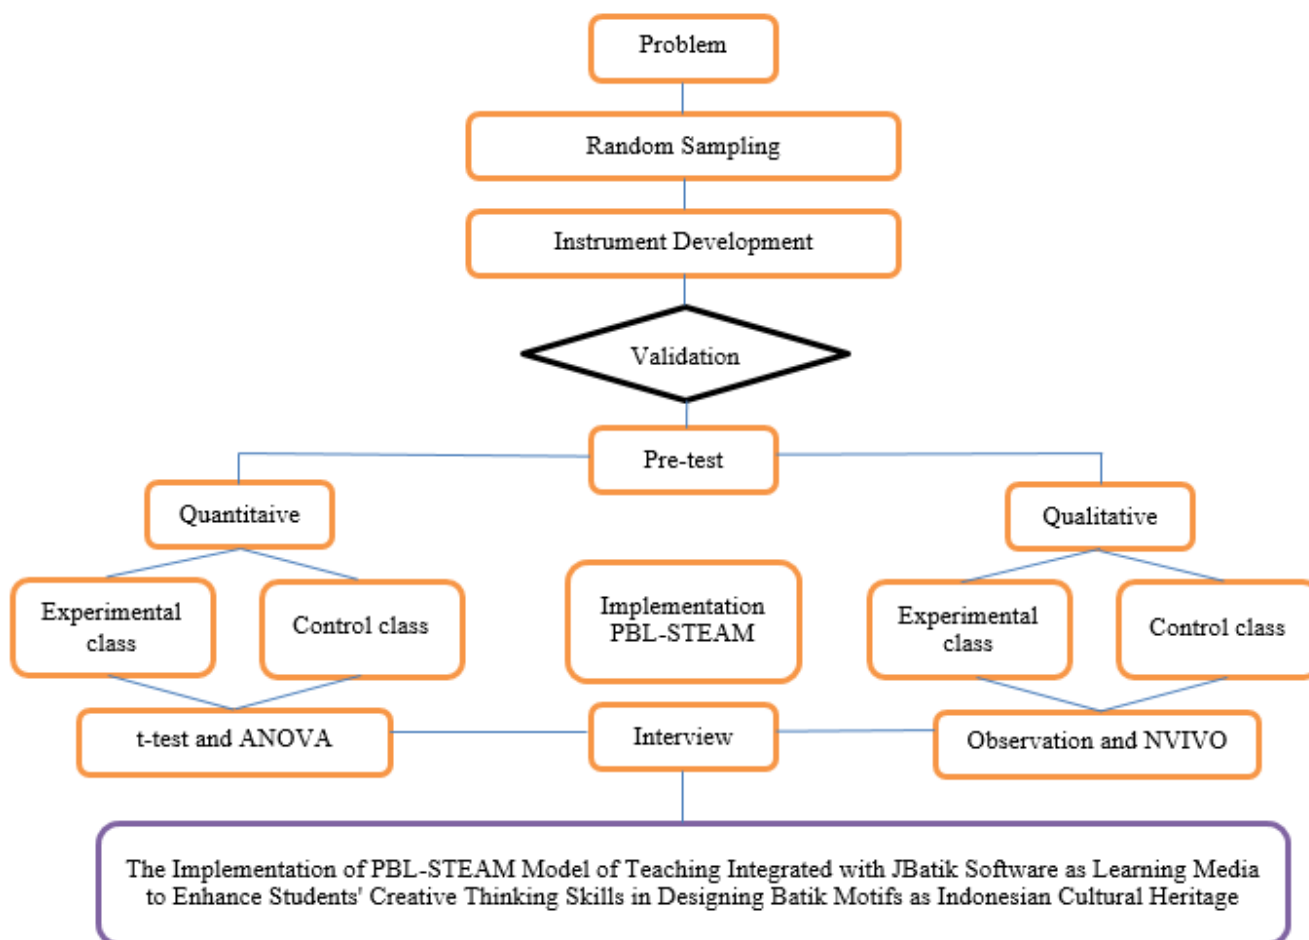 Problem
Random Sampling
Instrument Development
Validation
Pre-test
Quantitaive
Qualitative
Experimental
class
Control class
Implementation
PBL-STEAM
Experimental
class
Control class
t-test and ANOVA
Interview
Observation and NVIVO
The Implementation of PBL-STEAM Model of Teaching Integrated with JBatik Software as Learning Media
to Enhance Students' Creative Thinking Skills in Designing Batik Motifs as Indonesian Cultural Heritage